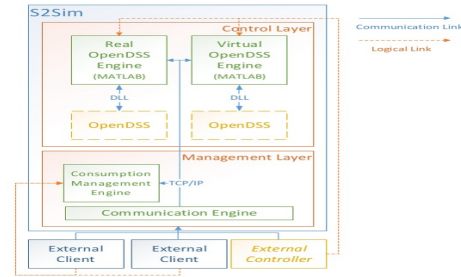 S2Sim
Control Layer
Real
OpenDSS
Engine
(MATLAB)
Virtual
OpenDSS
Engine
(MATLAB)
DLL
DLL
OpenDSS
OpenDSS
Management Layer
Consumption
Management
Engine
TCP/IP
Communication Engine
External
Client
External
Client
External
Controller
Communication Link
Logical Link